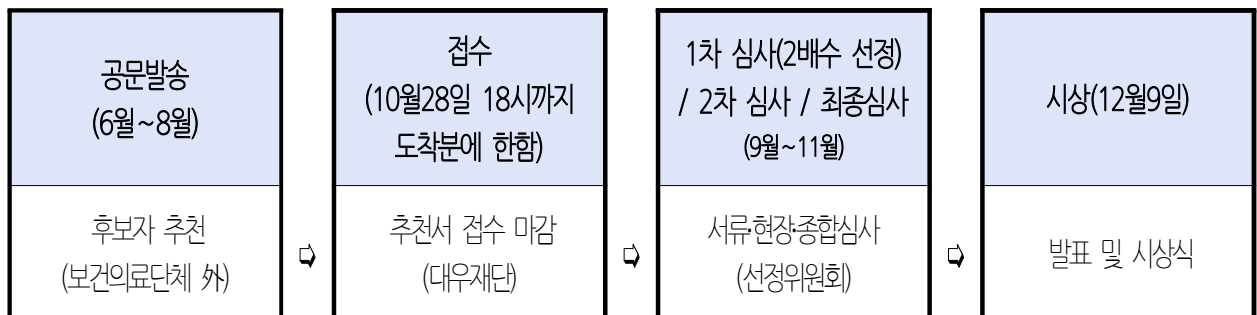 공문발송
(6월~8월)
후보자 추천
(보건의료단체 外)
⇨
접수
(10월28일 18시까지
도착분에 한함)
추천서 접수 마감
(대우재단)
⇨
1차 심사(2배수 선정)
/ 2차 심사 / 최종심사
(9월~11월)
서류·현장·종합심사
(선정위원회)
⇨
시상(12월9일)
발표 및 시상식